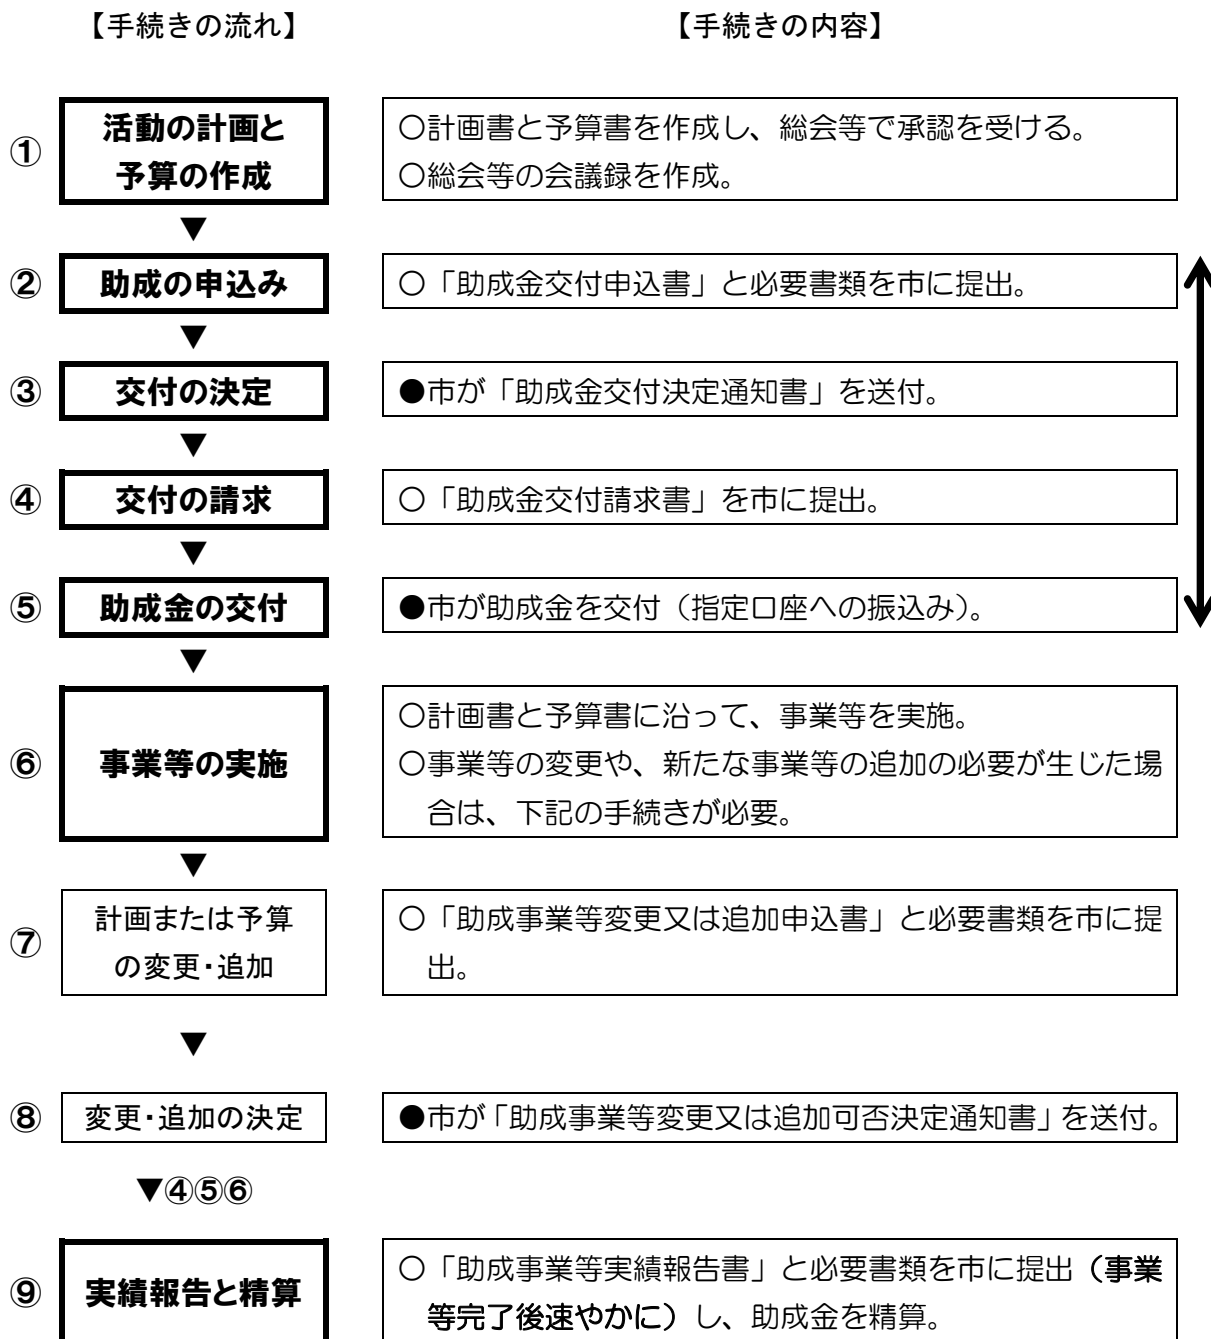 【手続きの流れ】
【手続きの内容】
①
活動の計画と
予算の作成
○計画書と予算書を作成し、総会等で承認を受ける。
○総会等の会議録を作成。
▼
②
助成の申込み
○「助成金交付申込書」と必要書類を市に提出。
▼
③
交付の決定
●市が「助成金交付決定通知書」を送付。
▼
④
交付の請求
○「助成金交付請求書」を市に提出。
▼
⑤
助成金の交付
●市が助成金を交付（指定口座への振込み）。
▼
⑥
事業等の実施
○計画書と予算書に沿って、事業等を実施。
○事業等の変更や、新たな事業等の追加の必要が生じた場
合は、下記の手続きが必要。
▼
⑦
計画または予算
の変更・追加
○「助成事業等変更又は追加申込書」と必要書類を市に提
出。
▼
⑧
変更・追加の決定
●市が「助成事業等変更又は追加可否決定通知書」を送付。
▼④⑤⑥
⑨
実績報告と精算
○「助成事業等実績報告書」と必要書類を市に提出（事業
等完了後速やかに）し、助成金を精算。